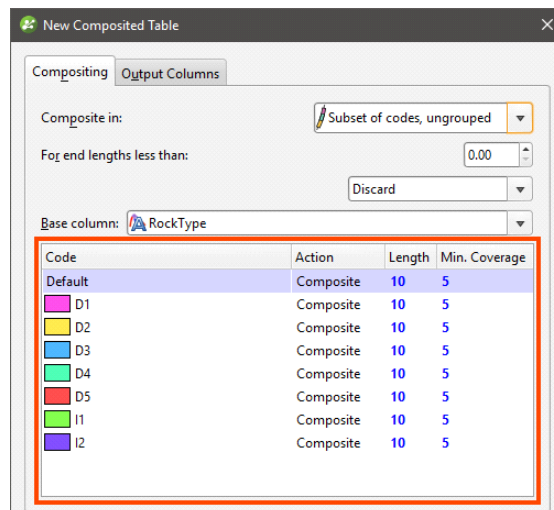 New Composited Table
Compositing Output Columns
Composite in: Subset of codes, ungrouped
For end lengths less than: 0.00
Discard
Base column: RockType
Code Action Length Min. Coverage
Default Composite 10 5
D1 Composite 10 5
D2 Composite 10 5
D3 Composite 10 5
D4 Composite 10 5
D5 Composite 10 5
I1 Composite 10 5
I2 Composite 10 5